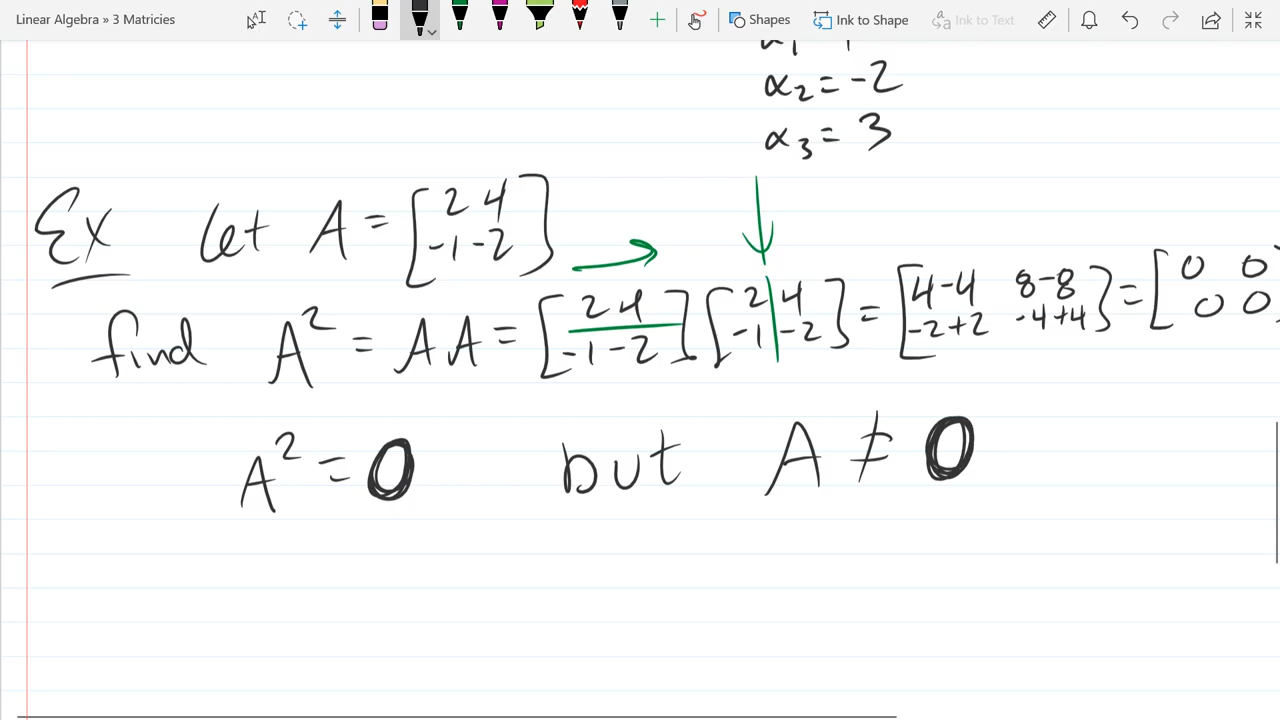 Linear Algebra » 3 Matricies
Shapes
Ink to Shape
Ink to Text
α₂ = -2
α₃ = 3
Ex Let A = [2 4; -1 -2]
find A² = AA = [2 4; -1 -2] [2 4; -1 -2] = [4-4 8-8; -2+2 -4+4] = [0 0; 0 0]
A² = 0 but A ≠ 0